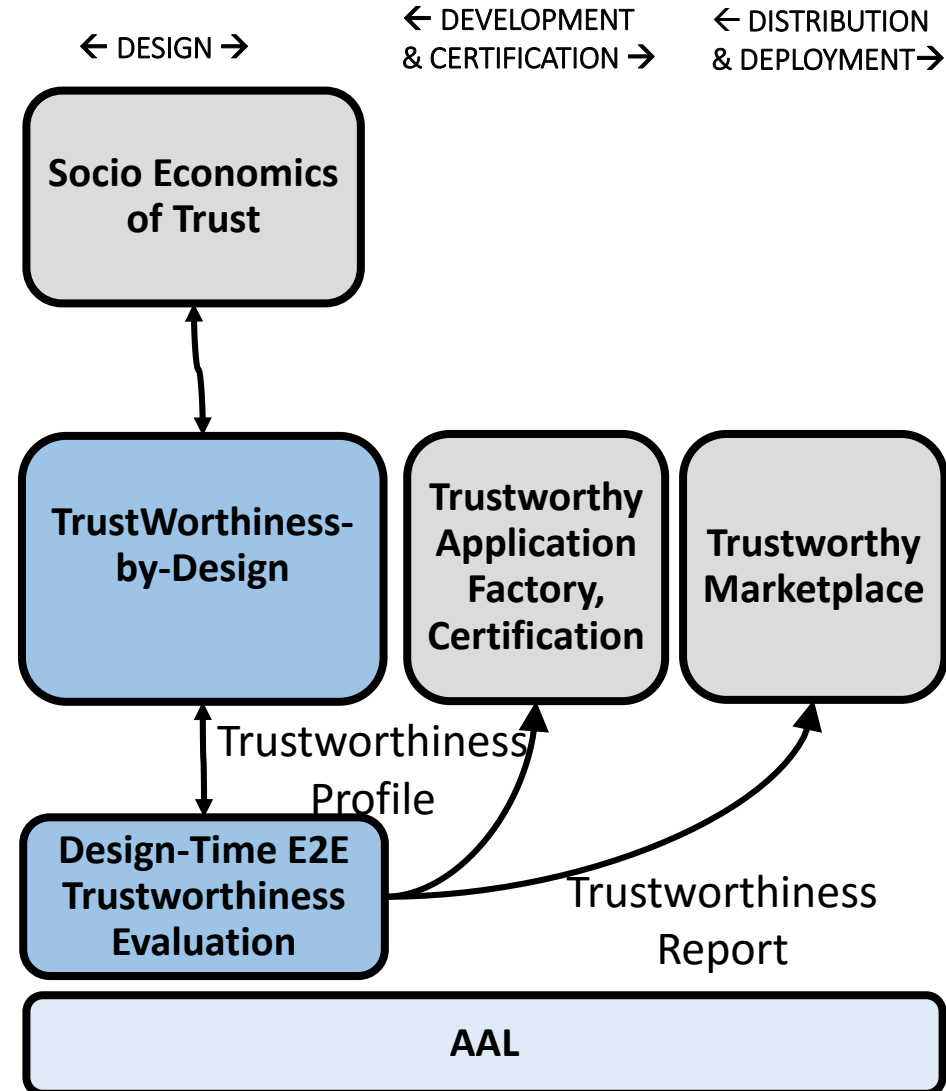 ← DESIGN →
← DEVELOPMENT
& CERTIFICATION →
← DISTRIBUTION
& DEPLOYMENT→
Socio Economics
of Trust
TrustWorthiness-
by-Design
Trustworthy
Application
Factory,
Certification
Trustworthy
Marketplace
Trustworthiness
Profile
Design-Time E2E
Trustworthiness
Evaluation
Trustworthiness
Report
AAL